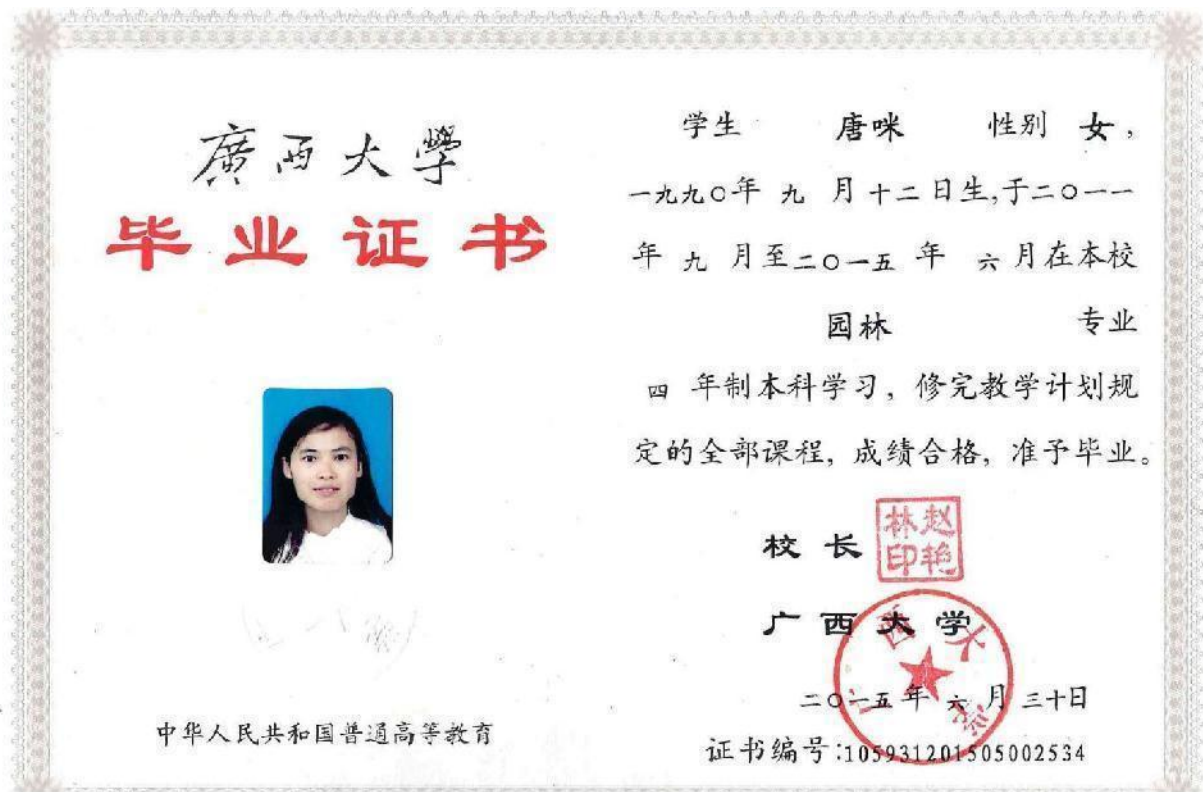 廣西大學
毕业证书
中华人民共和国普通高等教育
学生 唐咪 性别 女,
一九九〇年 九 月十二日生,于二〇一一
年 九 月至二〇一五 年 六 月在本校
园林 专业
四 年制本科学习, 修完教学计划规
定的全部课程, 成绩合格, 准予毕业。
校长
赵艳林印
广西大学
广西大学
二〇一五年 六 月 三十日
证书编号:105931201505002534